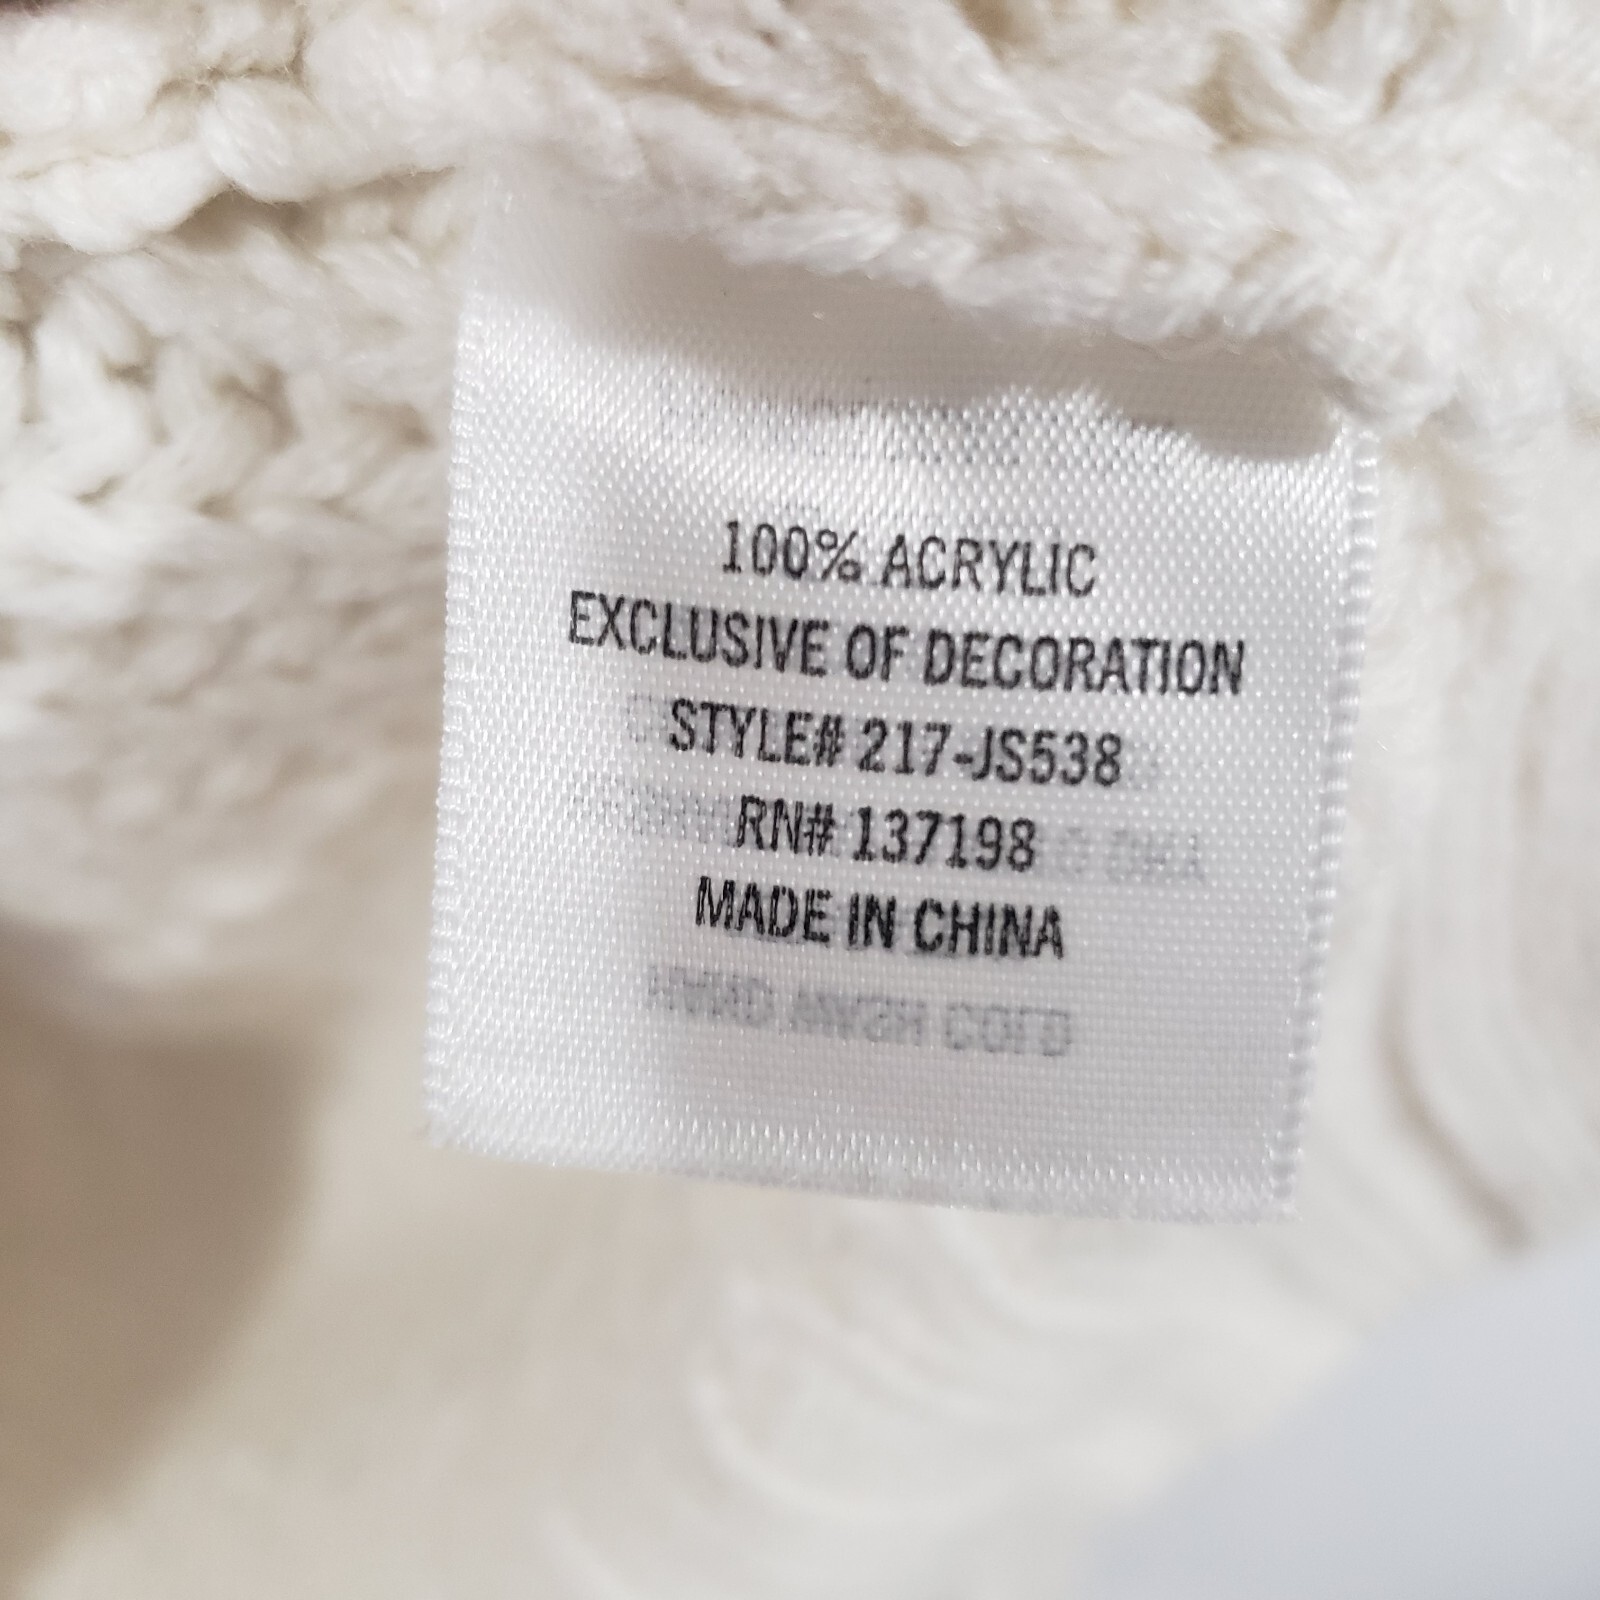 100% ACRYLIC
EXCLUSIVE OF DECORATION
STYLE# 217-JS538
RN# 137198
MADE IN CHINA